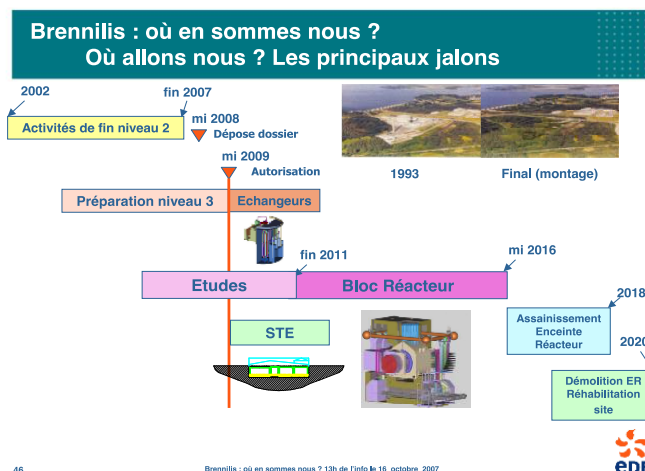 Brennilis : où en sommes nous ?
Où allons nous ? Les principaux jalons
2002
fin 2007
Activités de fin niveau 2
mi 2008
Dépose dossier
mi 2009
Autorisation
1993
Final (montage)
Préparation niveau 3
Echangeurs
fin 2011
mi 2016
Etudes
Bloc Réacteur
2018
STE
Assainissement
Enceinte
Réacteur
2020
Démolition ER
Réhabilitation
site
46
Brennilis : où en sommes nous ? 13h de l'info le 16 octobre 2007